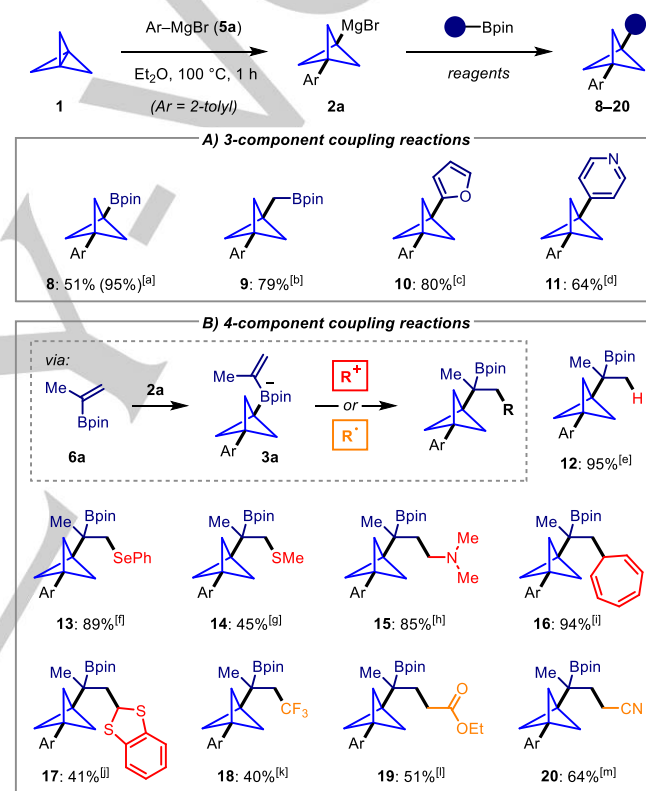 Ar–MgBr (5a)
Et2O, 100 °C, 1 h
(Ar = 2-tolyl)
1
MgBr
Ar
2a
Bpin
reagents
Ar
8–20
A) 3-component coupling reactions
Bpin
Ar
8: 51% (95%)[a]
Bpin
Ar
9: 79%[b]
O
Ar
10: 80%[c]
N
Ar
11: 64%[d]
B) 4-component coupling reactions
via:
Me
Bpin
6a
2a
Me
Bpin
–
Ar
3a
R+
or
R•
Me Bpin
R
Ar
Me Bpin
H
Ar
12: 95%[e]
Me Bpin
SePh
Ar
13: 89%[f]
Me Bpin
SMe
Ar
14: 45%[g]
Me Bpin
Me
N
Me
Ar
15: 85%[h]
Me Bpin
Ar
16: 94%[i]
Me Bpin
S
S
Ar
17: 41%[j]
Me Bpin
CF3
Ar
18: 40%[k]
Me Bpin
O
OEt
Ar
19: 51%[l]
Me Bpin
CN
Ar
20: 64%[m]